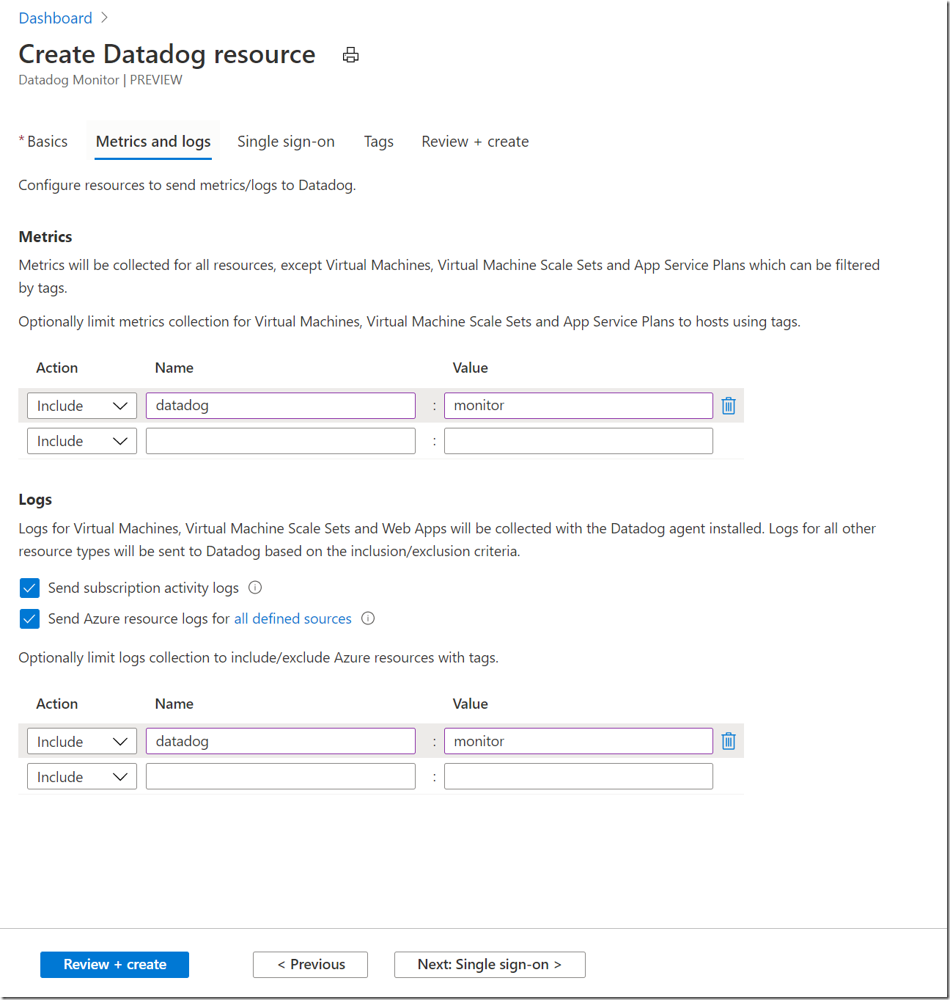 Dashboard >
Create Datadog resource
Datadog Monitor | PREVIEW
* Basics Metrics and logs Single sign-on Tags Review + create
Configure resources to send metrics/logs to Datadog.
Metrics
Metrics will be collected for all resources, except Virtual Machines, Virtual Machine Scale Sets and App Service Plans which can be filtered
by tags.
Optionally limit metrics collection for Virtual Machines, Virtual Machine Scale Sets and App Service Plans to hosts using tags.
Action Name Value
Include datadog : monitor
Include :
Logs
Logs for Virtual Machines, Virtual Machine Scale Sets and Web Apps will be collected with the Datadog agent installed. Logs for all other
resource types will be sent to Datadog based on the inclusion/exclusion criteria.
Send subscription activity logs
Send Azure resource logs for all defined sources
Optionally limit logs collection to include/exclude Azure resources with tags.
Action Name Value
Include datadog : monitor
Include :
Review + create < Previous Next: Single sign-on >